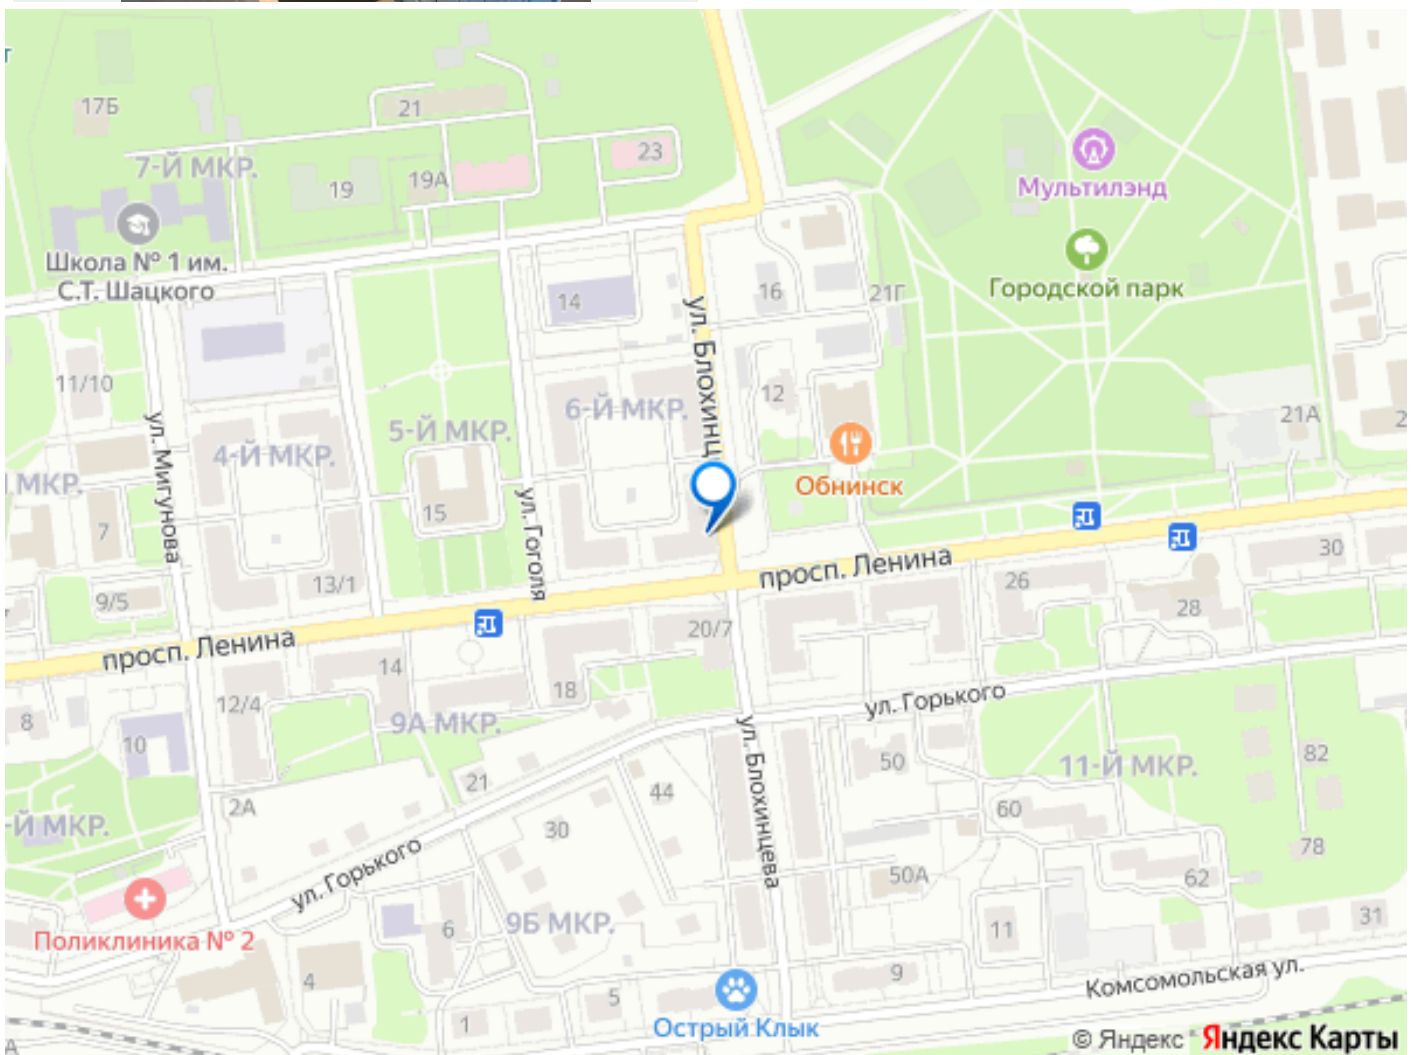 17Б
21
7-Й МКР.
19
19А
23
Мультилэнд
Школа № 1 им.
С.Т. Шацкого
Городской парк
14
16
21Г
ул. Блохинц
11/10
6-Й МКР.
12
5-Й МКР.
21А
2
ул. Мигунова
4-Й МКР.
МКР.
Обнинск
15
ул. Гоголя
7
13/1
9/5
просп. Ленина
30
26
28
просп. Ленина
20/7
14
18
12/4
8
9А МКР.
10
ул. Горького
ул. Блохинцева
21
44
50
11-Й МКР.
82
2А
-Й МКР.
30
60
78
ул. Горького
50А
62
6
9Б МКР.
11
31
Поликлиника № 2
4
5
9
Комсомольская ул.
1
Острый Клык
© Яндекс
Яндекс Карты